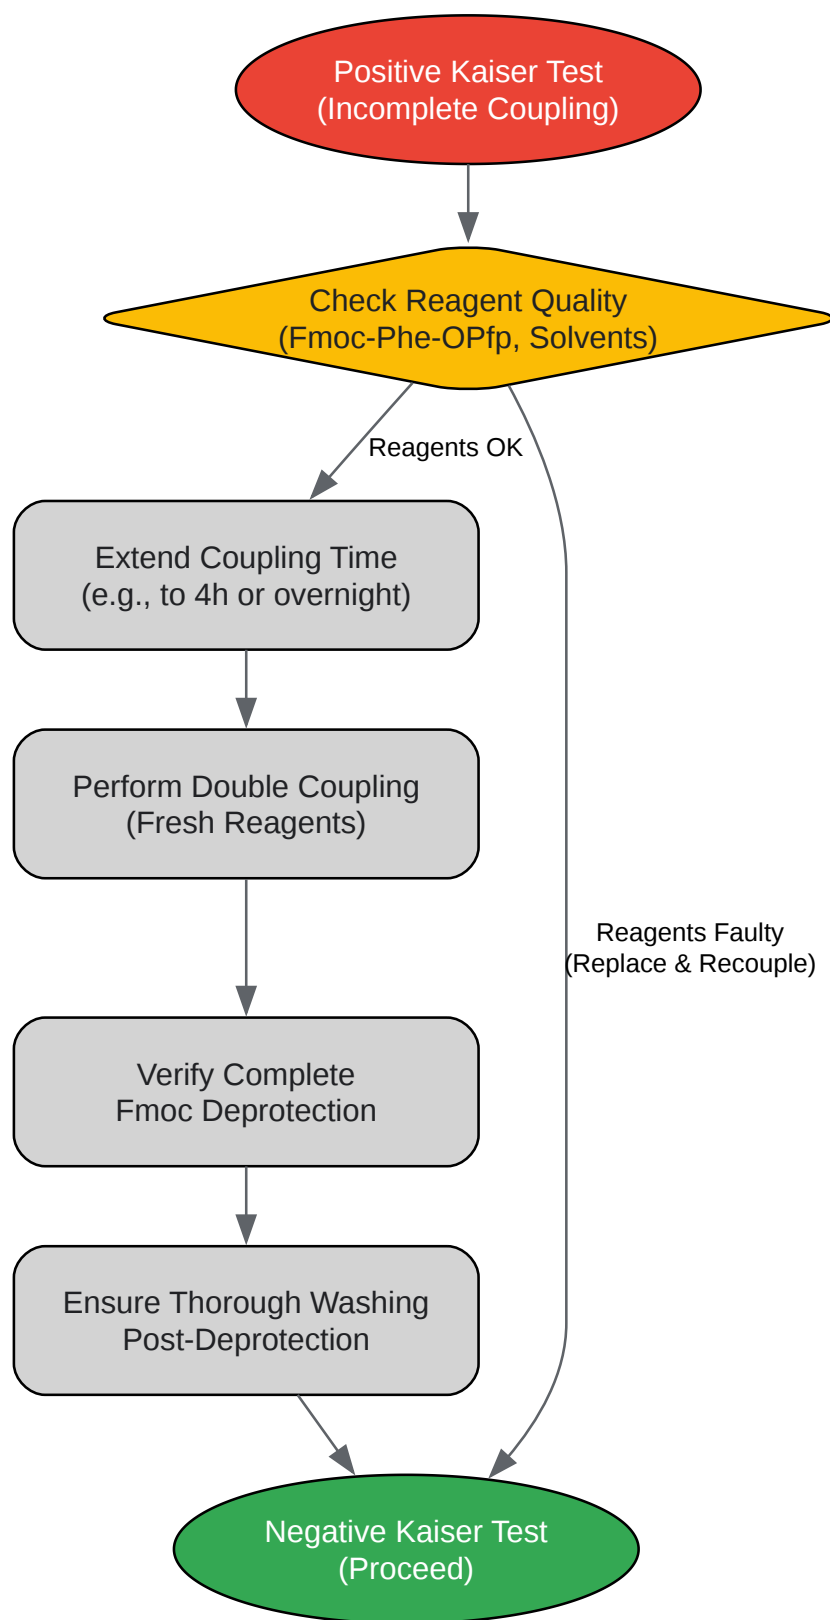 Positive Kaiser Test
(Incomplete Coupling)
Check Reagent Quality
(Fmoc-Phe-OPfp, Solvents)
Reagents OK
Extend Coupling Time
(e.g., to 4h or overnight)
Perform Double Coupling
(Fresh Reagents)
Reagents Faulty
(Replace & Recouple)
Verify Complete
Fmoc Deprotection
Ensure Thorough Washing
Post-Deprotection
Negative Kaiser Test
(Proceed)